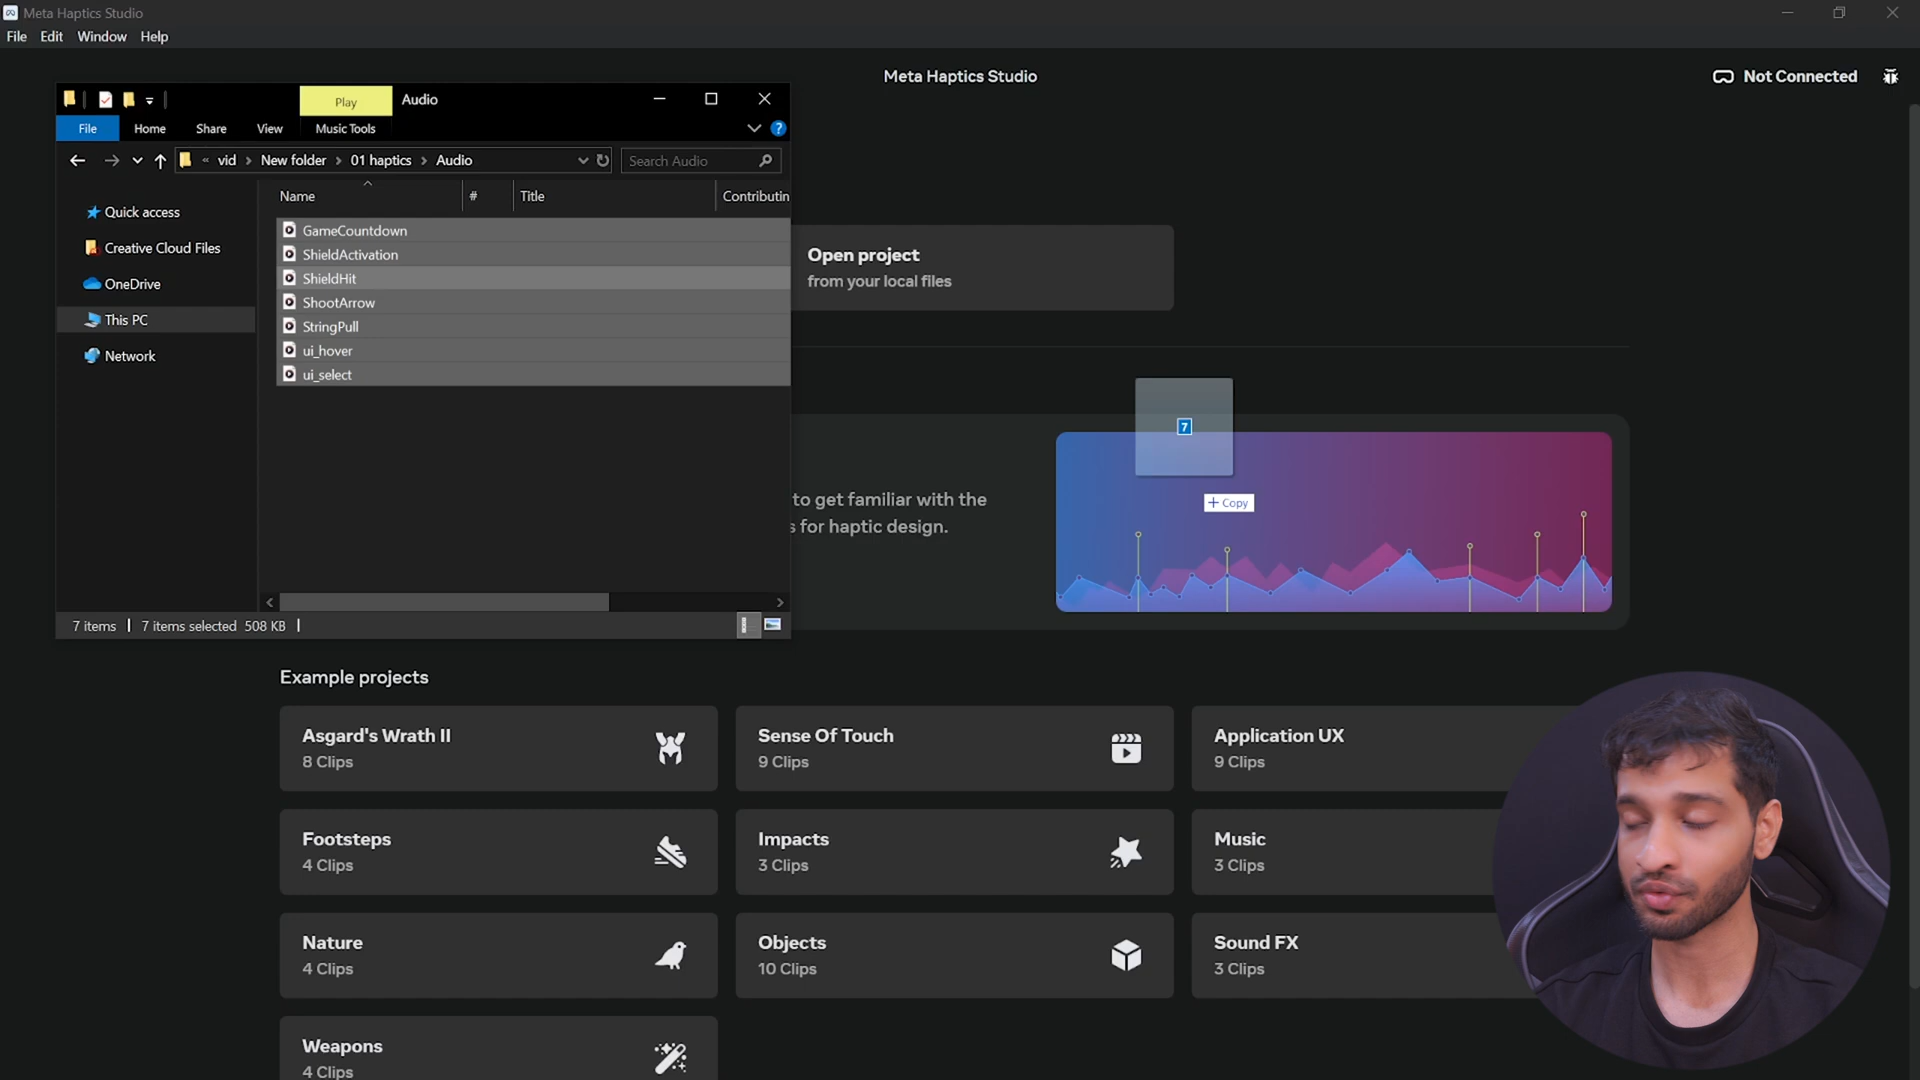 Meta Haptics Studio
File Edit Window Help
Meta Haptics Studio
Not Connected
Play
Audio
File Home Share View Music Tools
« vid > New folder > 01 haptics > Audio
Search Audio
Quick access
Creative Cloud Files
OneDrive
This PC
Network
Name # Title Contributin
GameCountdown
ShieldActivation
ShieldHit
ShootArrow
StringPull
ui_hover
ui_select
7 items 7 items selected 508 KB
Open project
from your local files
7
+ Copy
to get familiar with the
s for haptic design.
Example projects
Asgard's Wrath II
8 Clips
Sense Of Touch
9 Clips
Application UX
9 Clips
Footsteps
4 Clips
Impacts
3 Clips
Music
3 Clips
Nature
4 Clips
Objects
10 Clips
Sound FX
3 Clips
Weapons
4 Clips